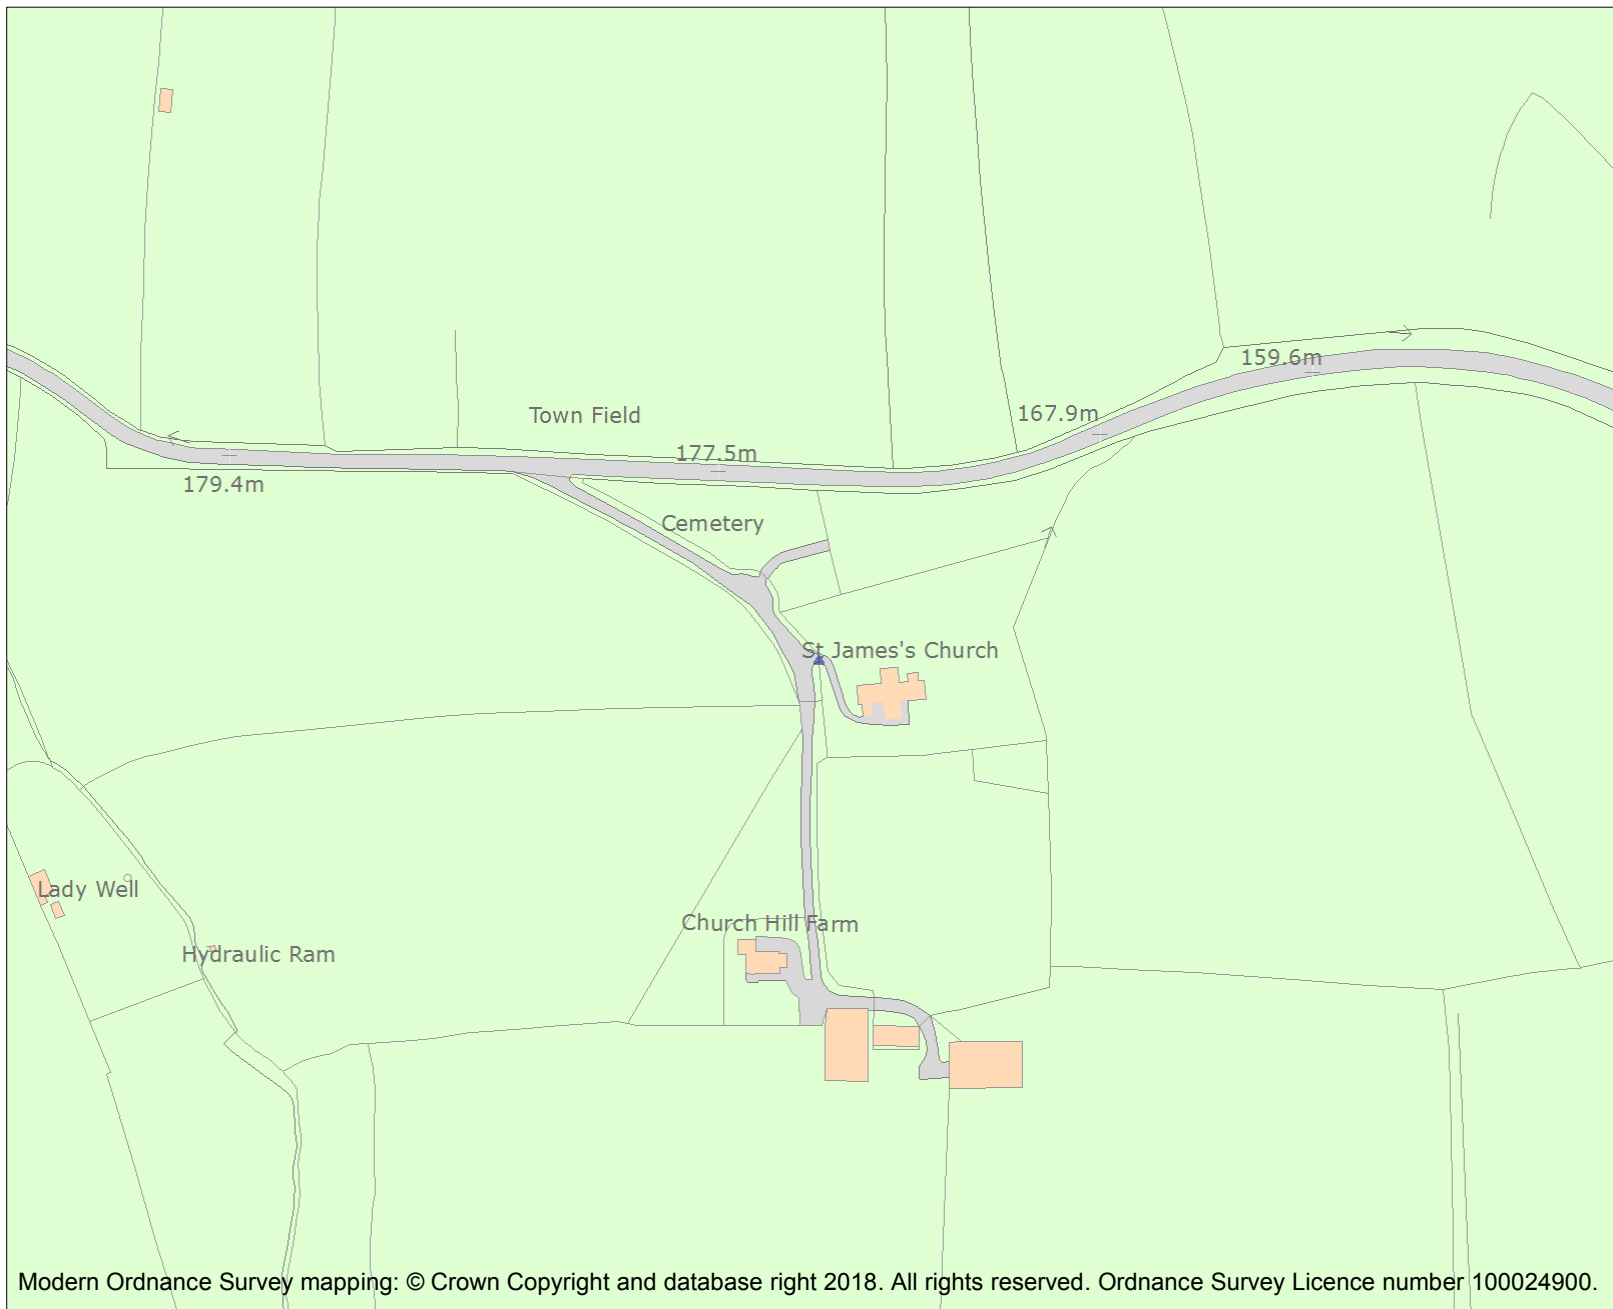 159.6m
167.9m
Town Field
177.5m
179.4m
Cemetery
St James's Church
Lady Well
Church Hill Farm
Hydraulic Ram
Modern Ordnance Survey mapping: © Crown Copyright and database right 2018. All rights reserved. Ordnance Survey Licence number 100024900.